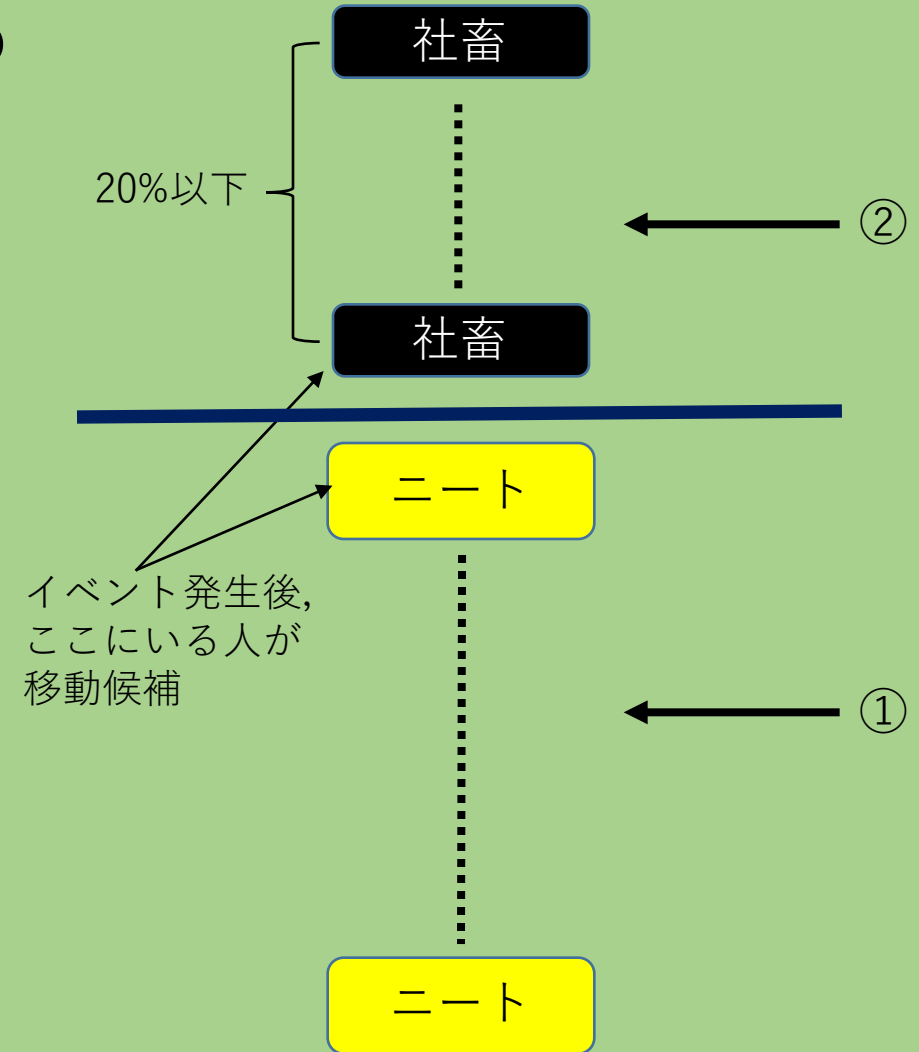 社畜
20%以下
②
社畜
ニート
イベント発生後,
ここにいる人が
移動候補
①
ニート